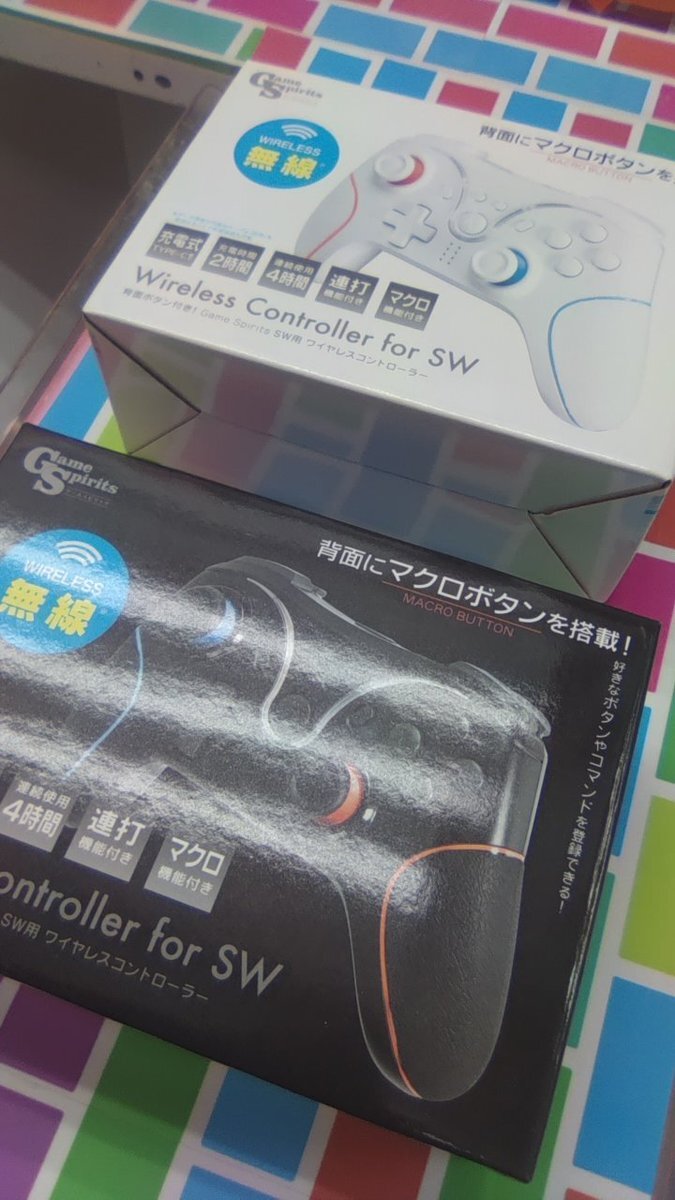 Game
Spirits
背面にマクロボタンを
MACRO BUTTON
WIRELESS
無線
充電式
TYPE-C
充電時間
2時間
連続使用
4時間
連打
機能付き
マクロ
機能付き
Wireless Controller for SW
背面ボタン付き! Game Spirits SW用 ワイヤレスコントローラー
Game
Spirits
WIRELESS
無線
背面にマクロボタンを搭載!
MACRO BUTTON
好きなボタンやコマンドを登録できる!
連続使用
4時間
連打
機能付き
マクロ
機能付き
ontroller for SW
SW用 ワイヤレスコントローラー